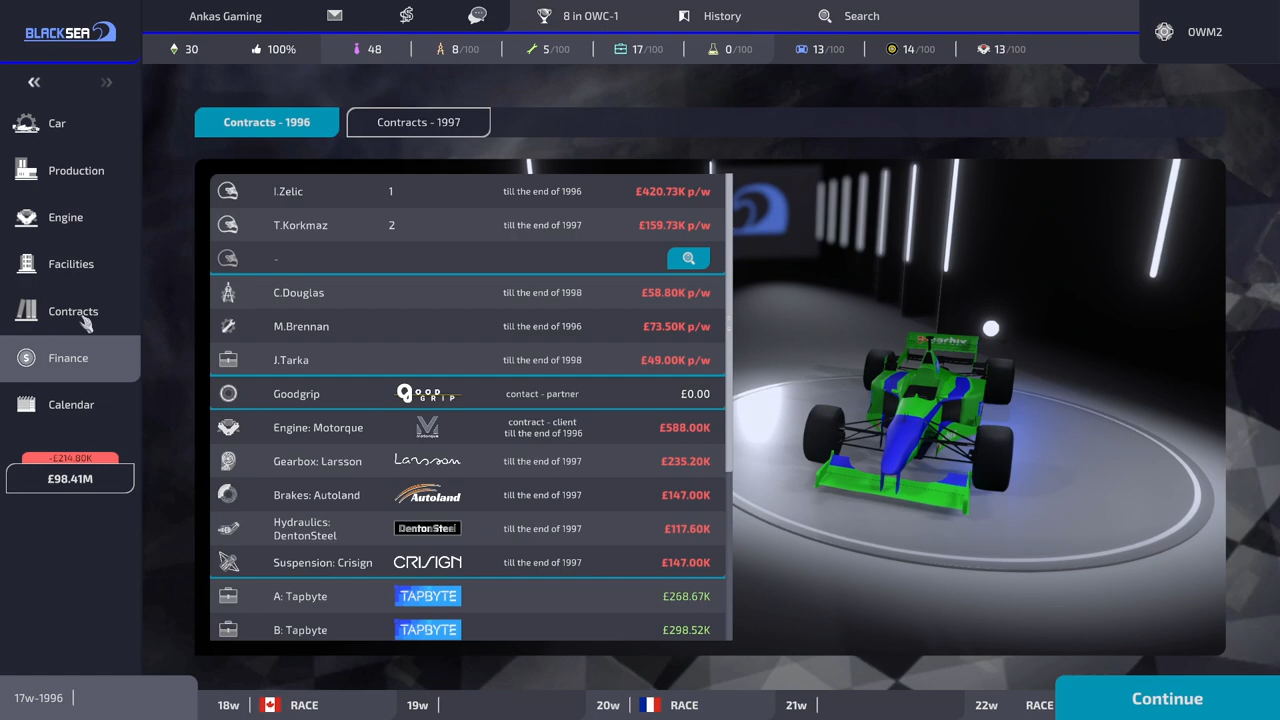 BLACKSEA
Ankas Gaming
8 in OWC-1
History
Search
OWM2
30
100%
48
8/100
5/100
17/100
0/100
13/100
14/100
13/100
Car
Production
Engine
Facilities
Contracts
Finance
Calendar
-£214.80K
£98.41M
Contracts - 1996
Contracts - 1997
I.Zelic 1 till the end of 1996 £420.73K p/w
T.Korkmaz 2 till the end of 1997 £159.73K p/w
-
C.Douglas till the end of 1998 £58.80K p/w
M.Brennan till the end of 1996 £73.50K p/w
J.Tarka till the end of 1998 £49.00K p/w
Goodgrip GOOD GRIP contact - partner £0.00
Engine: Motorque Motorque contract - client till the end of 1996 £588.00K
Gearbox: Larsson Larsson till the end of 1997 £235.20K
Brakes: Autoland Autoland till the end of 1997 £147.00K
Hydraulics: DentonSteel DentonSteel till the end of 1997 £117.60K
Suspension: Crisign CRISIGN till the end of 1997 £147.00K
A: Tapbyte TAPBYTE £268.67K
B: Tapbyte TAPBYTE £298.52K
17w-1996
18w RACE
19w
20w RACE
21w
22w RACE
Continue